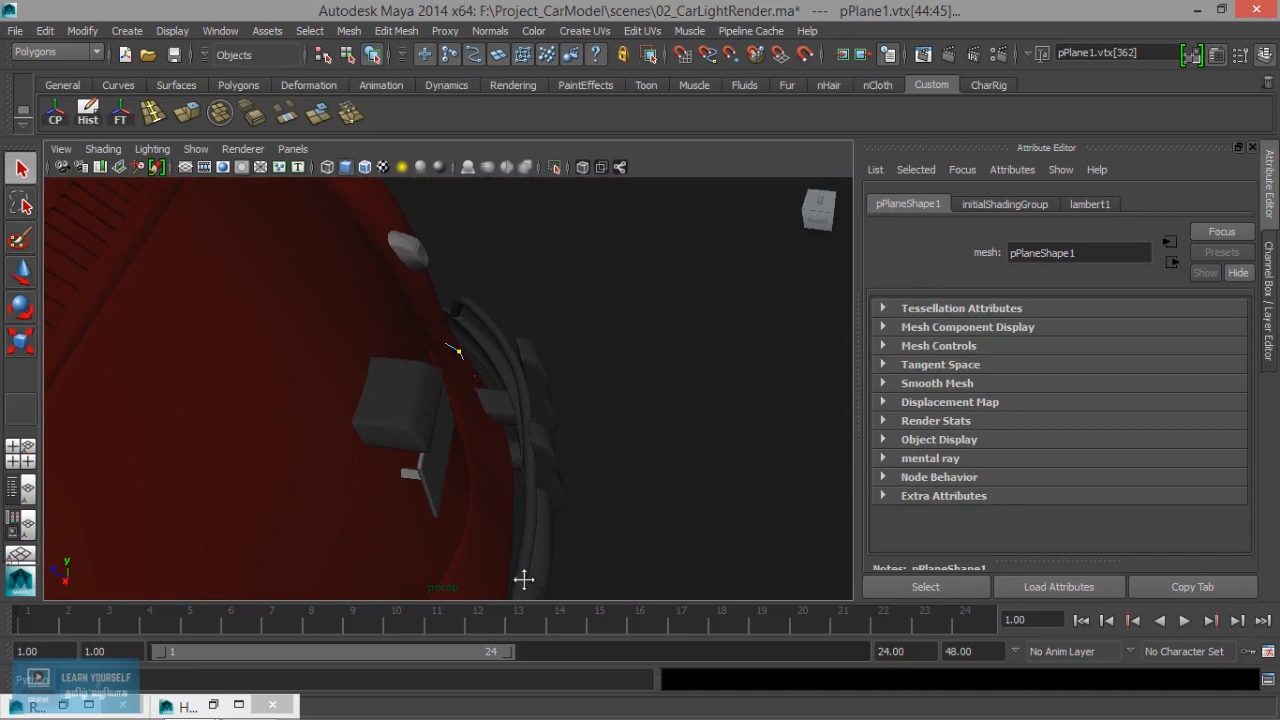 Autodesk Maya 2014 x64: F:\Project_CarModel\scenes\02_CarLightRender.ma* --- pPlane1.vtx[44:45]...
File Edit Modify Create Display Window Assets Select Mesh Edit Mesh Proxy Normals Color Create UVs Edit UVs Muscle Pipeline Cache Help
Polygons Objects pPlane1.vtx[362]
General Curves Surfaces Polygons Deformation Animation Dynamics Rendering PaintEffects Toon Muscle Fluids Fur nHair nCloth Custom CharRig
CP Hist FT
View Shading Lighting Show Renderer Panels
Attribute Editor
List Selected Focus Attributes Show Help
pPlaneShape1 initialShadingGroup lambert1
Focus
mesh: pPlaneShape1 Presets
Show Hide
Tessellation Attributes
Mesh Component Display
Mesh Controls
Tangent Space
Smooth Mesh
Displacement Map
Render Stats
Object Display
mental ray
Node Behavior
Extra Attributes
Notes: pPlaneShape1
Select Load Attributes Copy Tab
Attribute Editor
Channel Box / Layer Editor
y
x
persp
1 2 3 4 5 6 7 8 9 10 11 12 13 14 15 16 17 18 19 20 21 22 23 24 1.00
1.00 1.00 1 24 24.00 48.00 No Anim Layer No Character Set
Python
LEARN YOURSELF
தமிழ் வழியாக
CREATIVE
R... H...